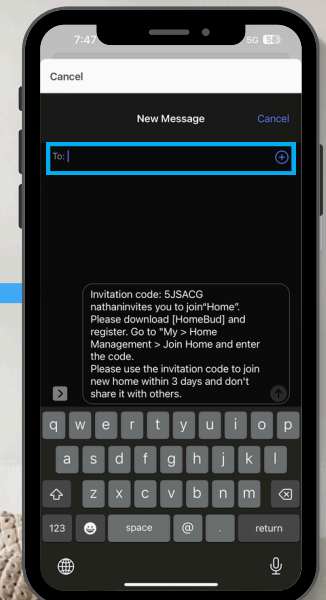 7:47 5G 58
Cancel
New Message Cancel
To:
Invitation code: 5JSACG
nathaninvites you to join“Home”.
Please download [HomeBud] and
register. Go to "My > Home
Management > Join Home and enter
the code.
Please use the invitation code to join
new home within 3 days and don't
share it with others.
q w e r t y u i o p
a s d f g h j k l
z x c v b n m
123 space @ . return